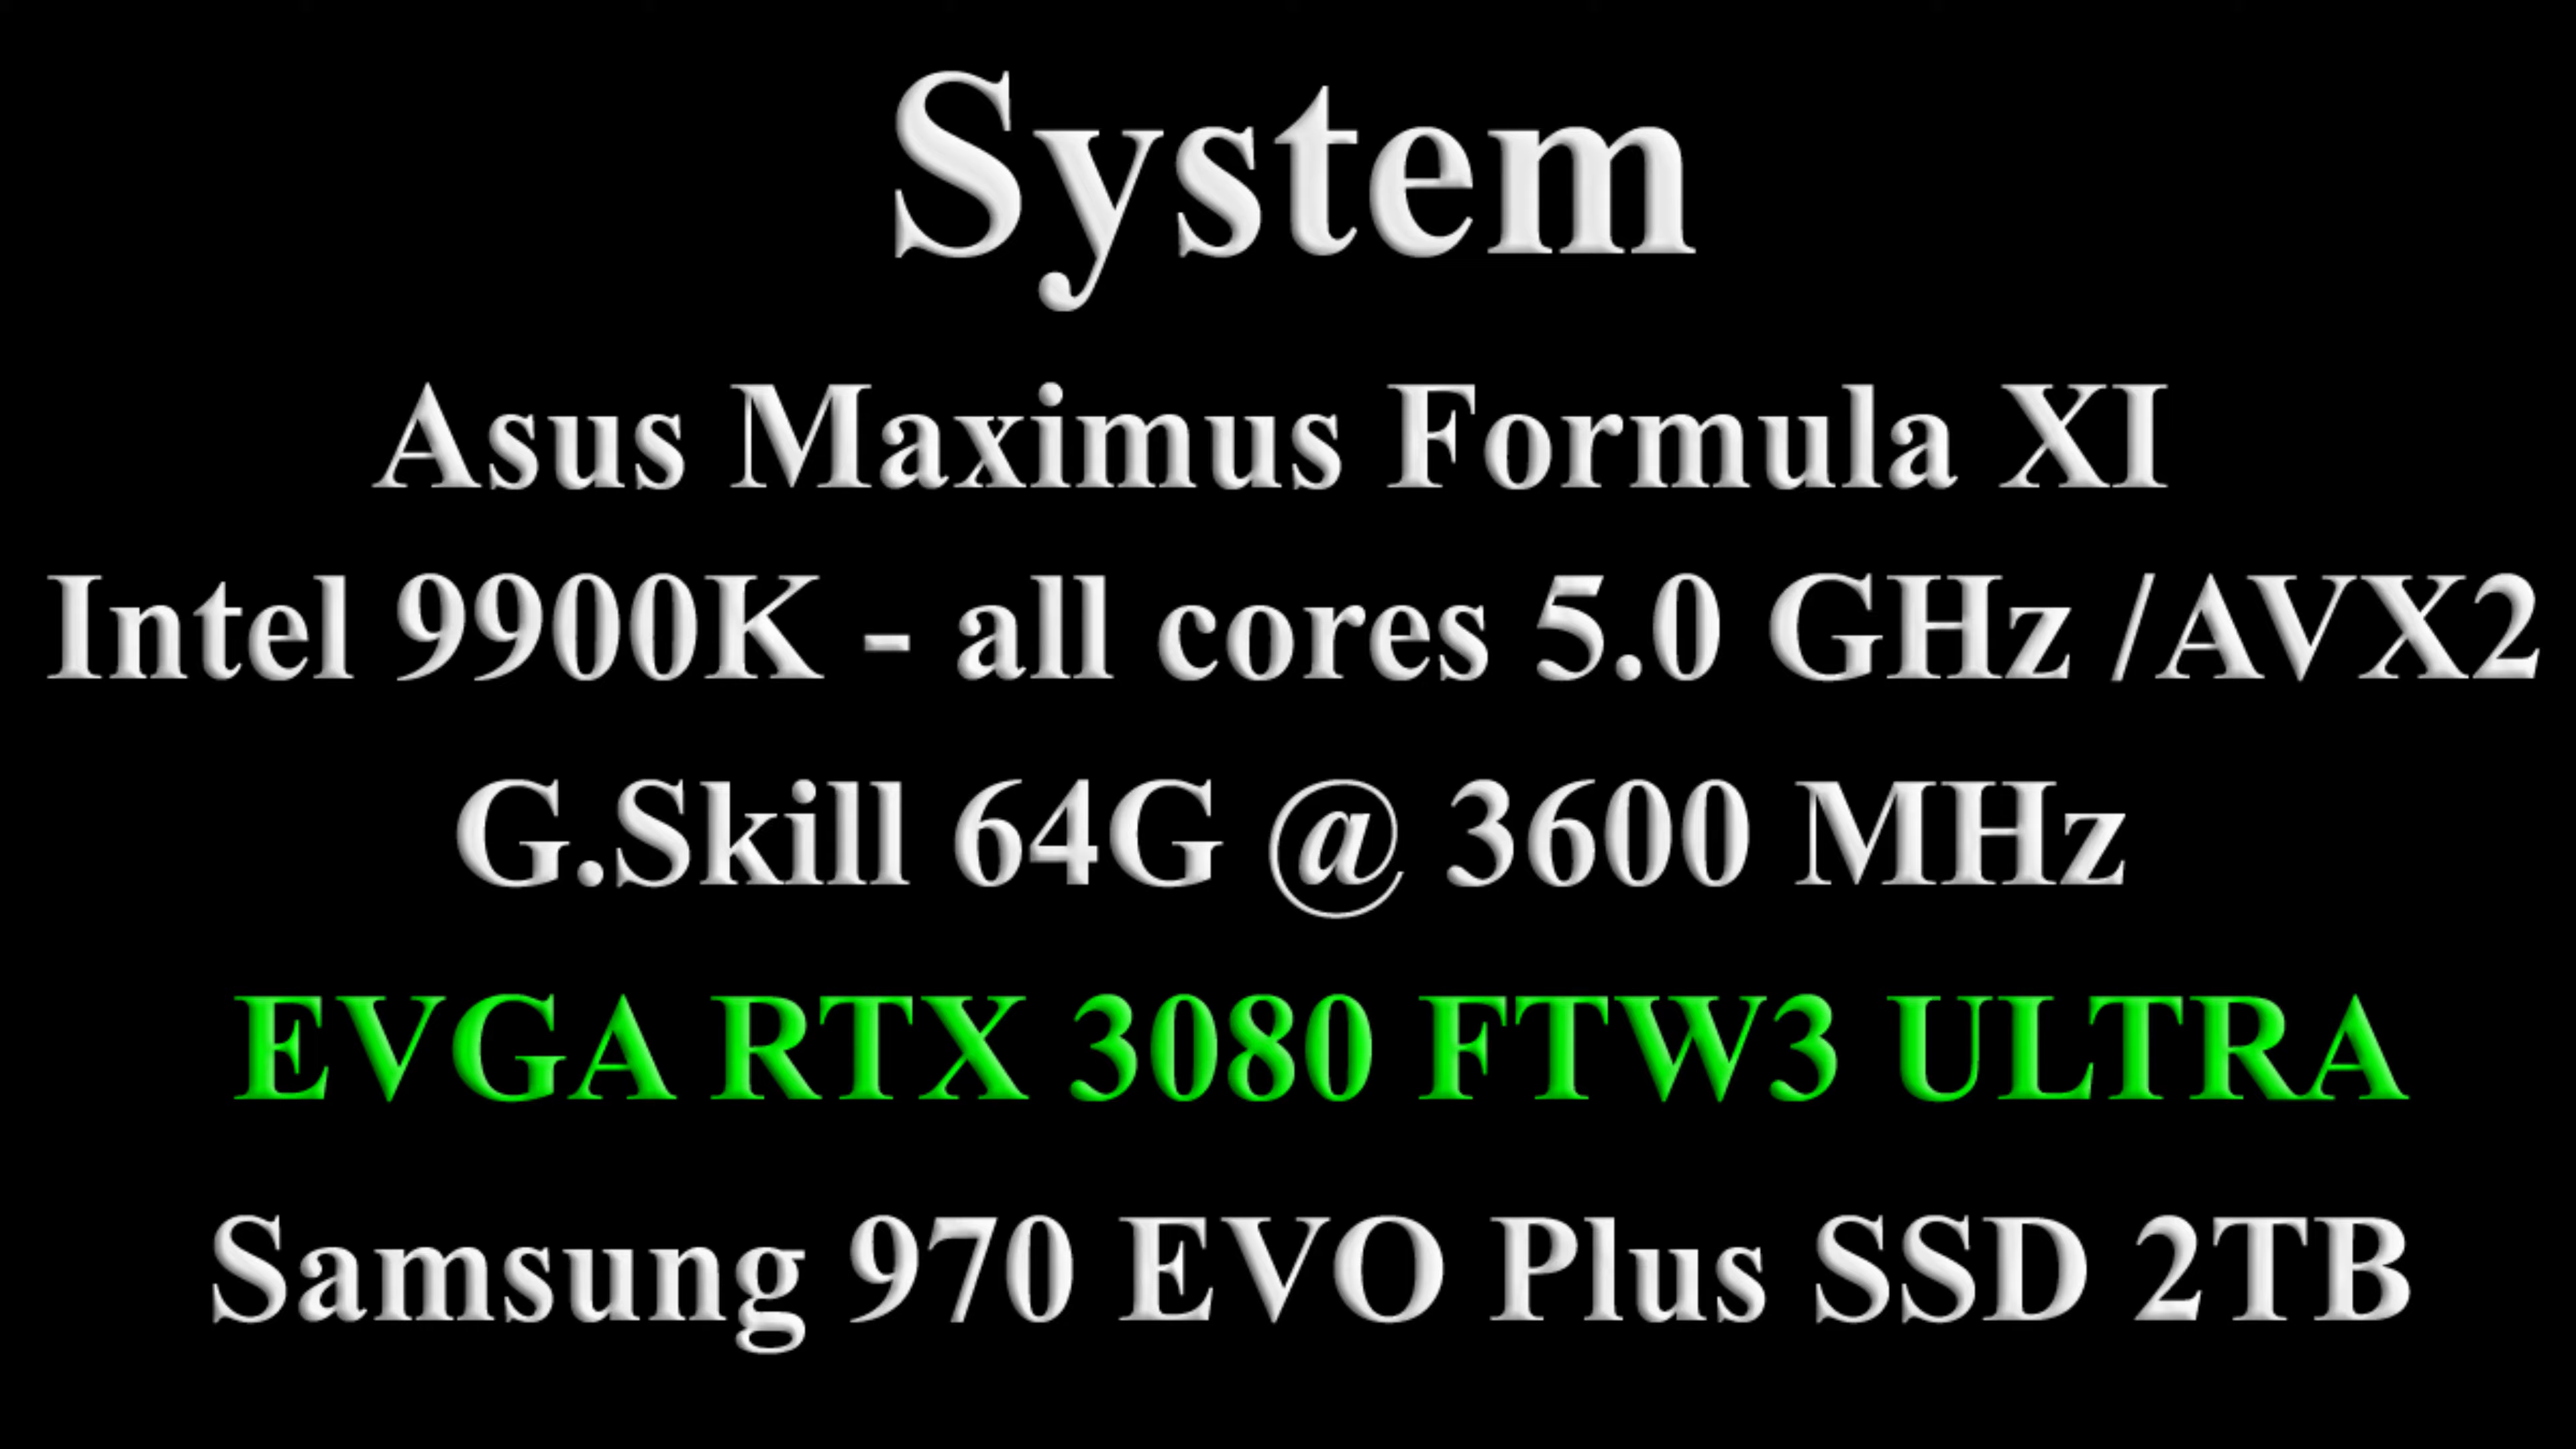 System
Asus Maximus Formula XI
Intel 9900K - all cores 5.0 GHz /AVX2
G.Skill 64G @ 3600 MHz
EVGA RTX 3080 FTW3 ULTRA
Samsung 970 EVO Plus SSD 2TB